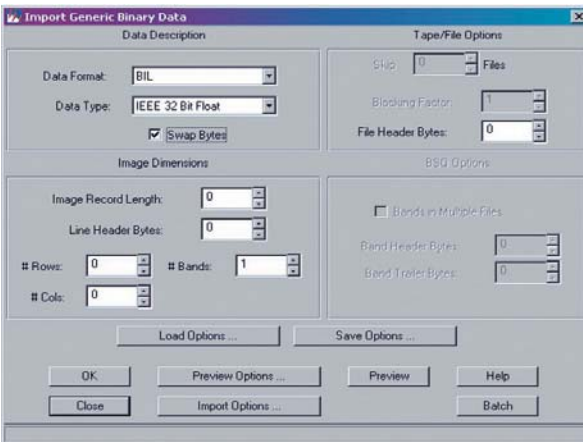 Import Generic Binary Data
Data Description
Data Format: BIL
Data Type: IEEE 32 Bit Float
Swap Bytes
Tape/File Options
Skip 0 Files
Blocking Factor: 1
File Header Bytes: 0
Image Dimensions
Image Record Length: 0
Line Header Bytes: 0
# Rows: 0 # Bands: 1
# Cols: 0
BSQ Options
Bands in Multiple Files
Band Header Bytes: 0
Band Trailer Bytes: 0
Load Options ... Save Options ...
OK Preview Options ... Preview Help
Close Import Options ... Batch